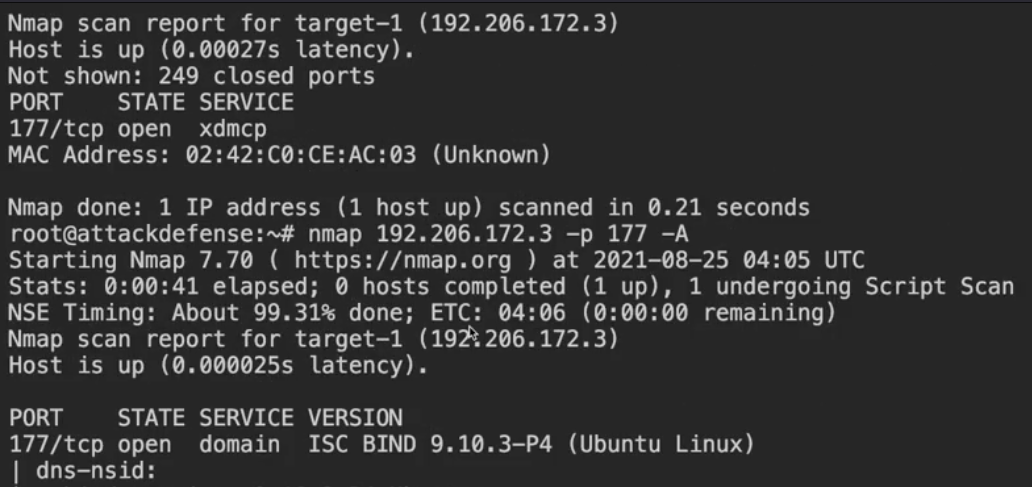 Nmap scan report for target-1 (192.206.172.3)
Host is up (0.00027s latency).
Not shown: 249 closed ports
PORT    STATE SERVICE
177/tcp open  xdmcp
MAC Address: 02:42:C0:CE:AC:03 (Unknown)

Nmap done: 1 IP address (1 host up) scanned in 0.21 seconds
root@attackdefense:~# nmap 192.206.172.3 -p 177 -A
Starting Nmap 7.70 ( https://nmap.org ) at 2021-08-25 04:05 UTC
Stats: 0:00:41 elapsed; 0 hosts completed (1 up), 1 undergoing Script Scan
NSE Timing: About 99.31% done; ETC: 04:06 (0:00:00 remaining)
Nmap scan report for target-1 (192.206.172.3)
Host is up (0.000025s latency).

PORT    STATE SERVICE VERSION
177/tcp open  domain  ISC BIND 9.10.3-P4 (Ubuntu Linux)
| dns-nsid: